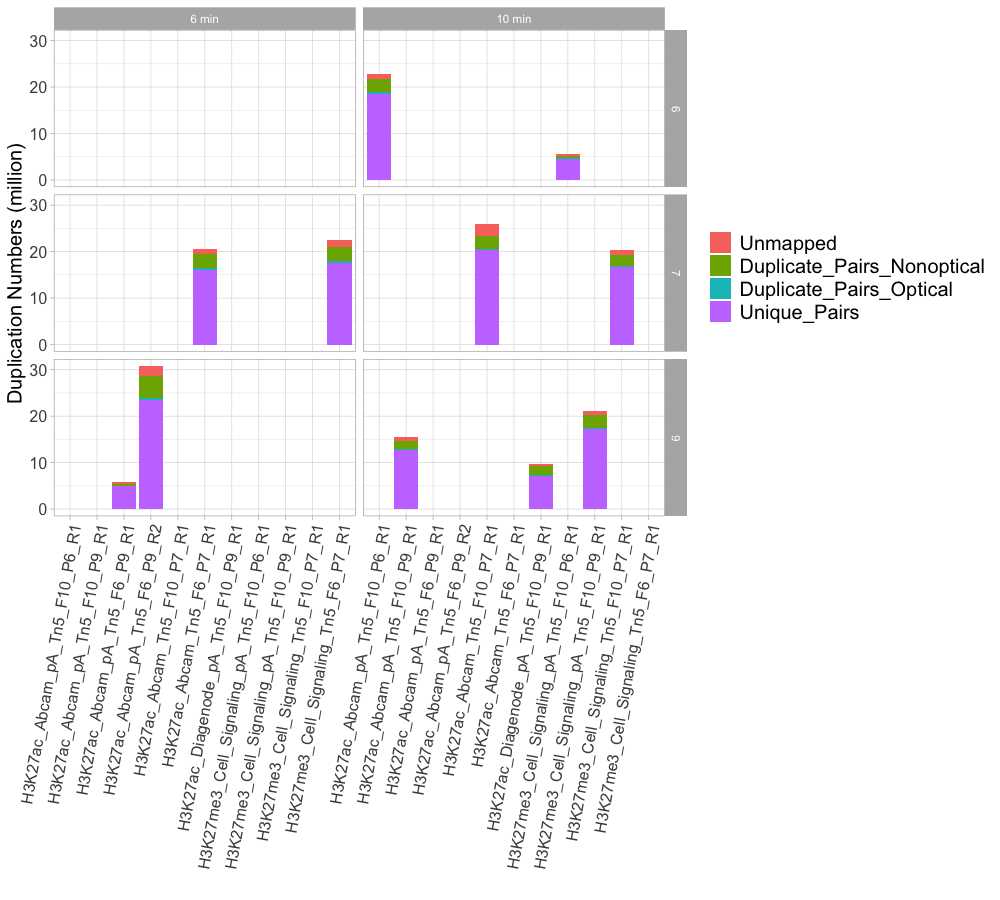 6 min
10 min
Duplication Numbers (million)
30
20
10
0
6
30
20
10
0
7
30
20
10
0
9
Unmapped
Duplicate_Pairs_Nonoptical
Duplicate_Pairs_Optical
Unique_Pairs
H3K27ac_Abcam_pA_Tn5_F10_P6_R1
H3K27ac_Abcam_pA_Tn5_F10_P9_R1
H3K27ac_Abcam_pA_Tn5_F6_P9_R1
H3K27ac_Abcam_pA_Tn5_F6_P9_R2
H3K27ac_Abcam_Tn5_F10_P7_R1
H3K27ac_Abcam_Tn5_F6_P7_R1
H3K27ac_Diagenode_pA_Tn5_F10_P9_R1
H3K27me3_Cell_Signaling_pA_Tn5_F10_P6_R1
H3K27me3_Cell_Signaling_pA_Tn5_F10_P9_R1
H3K27me3_Cell_Signaling_Tn5_F10_P7_R1
H3K27me3_Cell_Signaling_Tn5_F6_P7_R1
H3K27ac_Abcam_pA_Tn5_F10_P6_R1
H3K27ac_Abcam_pA_Tn5_F10_P9_R1
H3K27ac_Abcam_pA_Tn5_F6_P9_R1
H3K27ac_Abcam_pA_Tn5_F6_P9_R2
H3K27ac_Abcam_Tn5_F10_P7_R1
H3K27ac_Abcam_Tn5_F6_P7_R1
H3K27ac_Diagenode_pA_Tn5_F10_P9_R1
H3K27me3_Cell_Signaling_pA_Tn5_F10_P6_R1
H3K27me3_Cell_Signaling_pA_Tn5_F10_P9_R1
H3K27me3_Cell_Signaling_Tn5_F10_P7_R1
H3K27me3_Cell_Signaling_Tn5_F6_P7_R1